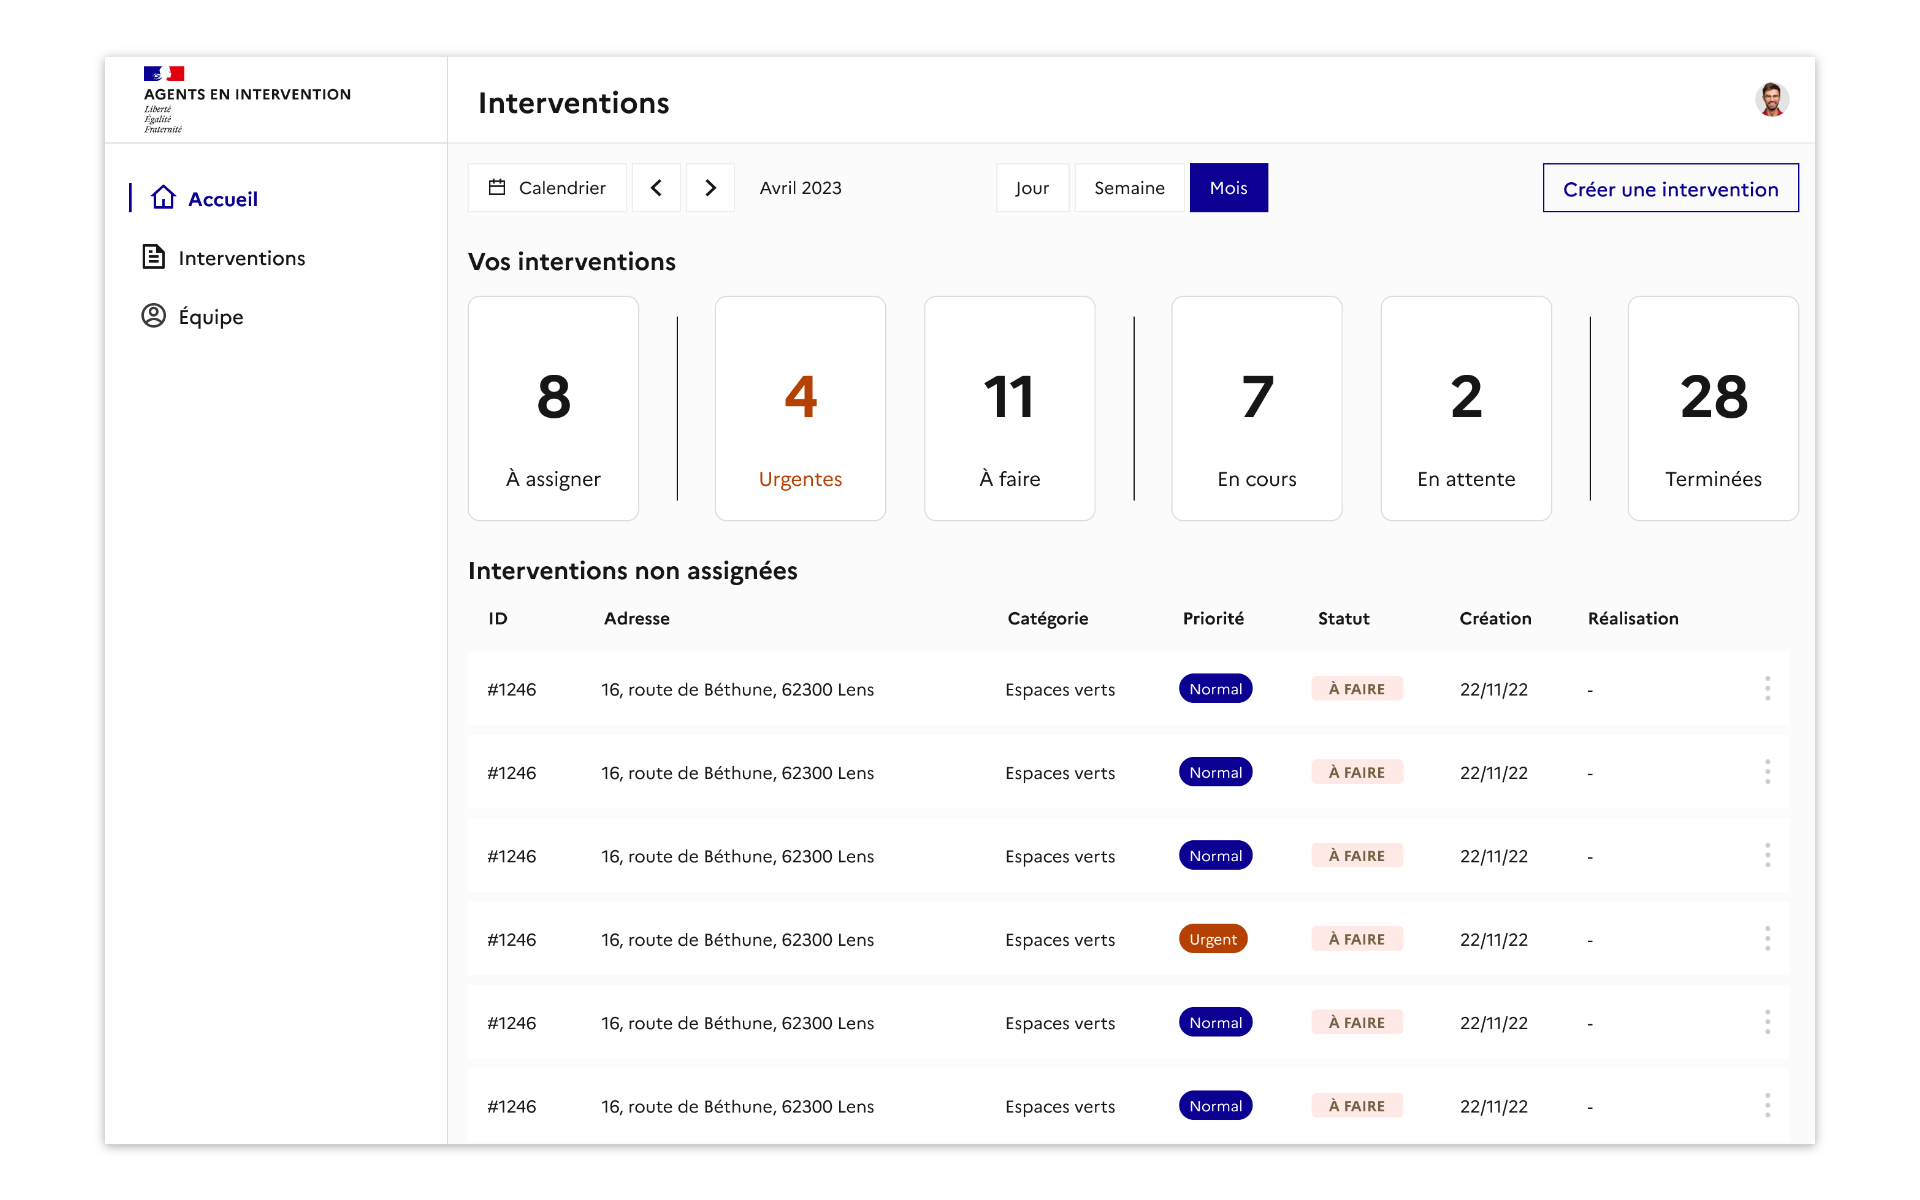 AGENTS EN INTERVENTION
Liberté
Égalité
Fraternité
Interventions
Accueil
Interventions
Équipe
Calendrier Avril 2023 Jour Semaine Mois Créer une intervention
Vos interventions
8 4 11 7 2 28
À assigner Urgentes À faire En cours En attente Terminées
Interventions non assignées
ID Adresse Catégorie Priorité Statut Création Réalisation
#1246 16, route de Béthune, 62300 Lens Espaces verts Normal À FAIRE 22/11/22 -
#1246 16, route de Béthune, 62300 Lens Espaces verts Normal À FAIRE 22/11/22 -
#1246 16, route de Béthune, 62300 Lens Espaces verts Normal À FAIRE 22/11/22 -
#1246 16, route de Béthune, 62300 Lens Espaces verts Urgent À FAIRE 22/11/22 -
#1246 16, route de Béthune, 62300 Lens Espaces verts Normal À FAIRE 22/11/22 -
#1246 16, route de Béthune, 62300 Lens Espaces verts Normal À FAIRE 22/11/22 -